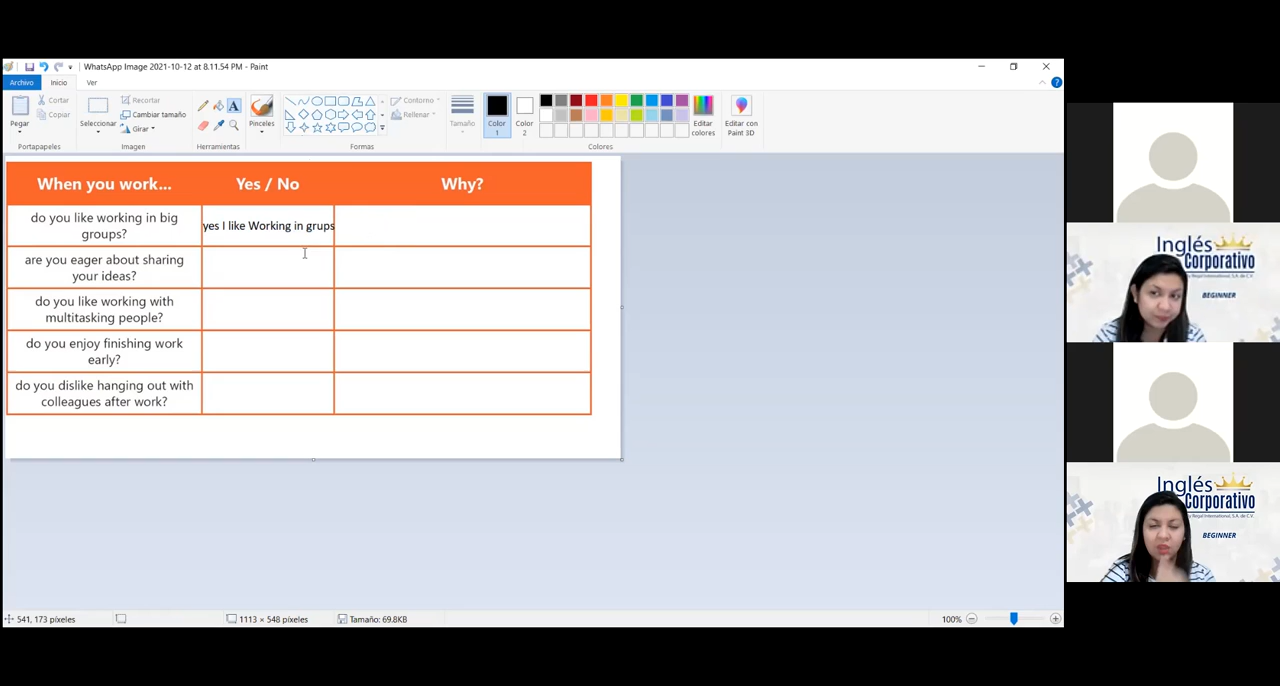 WhatsApp Image 2021-10-12 at 8.11.54 PM - Paint
Archivo
Inicio
Ver
Pegar
Cortar
Copiar
Portapapeles
Seleccionar
Recortar
Cambiar tamaño
Girar
Imagen
A
Herramientas
Pinceles
Contorno
Rellenar
Formas
Tamaño
Color
1
Color
2
Editar
colores
Colores
Editar con
Paint 3D
When you work...
Yes / No
Why?
do you like working in big
groups?
yes I like Working in grups
are you eager about sharing
your ideas?
do you like working with
multitasking people?
do you enjoy finishing work
early?
do you dislike hanging out with
colleagues after work?
541, 173 píxeles
1113 × 548 píxeles
Tamaño: 69.8KB
100%
Inglés
Corporativo
BEGINNER
Inglés
Corporativo
BEGINNER